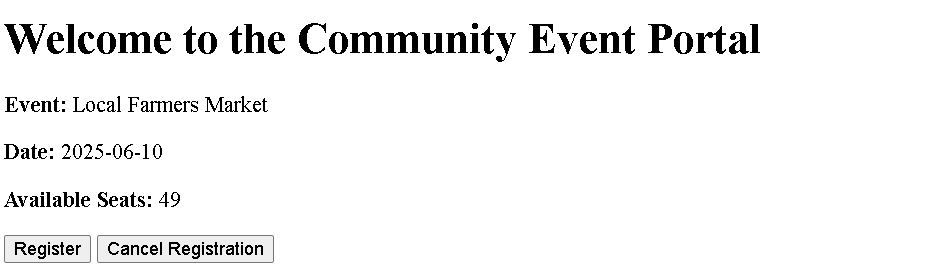 Welcome to the Community Event Portal
Event: Local Farmers Market
Date: 2025-06-10
Available Seats: 49
Register Cancel Registration